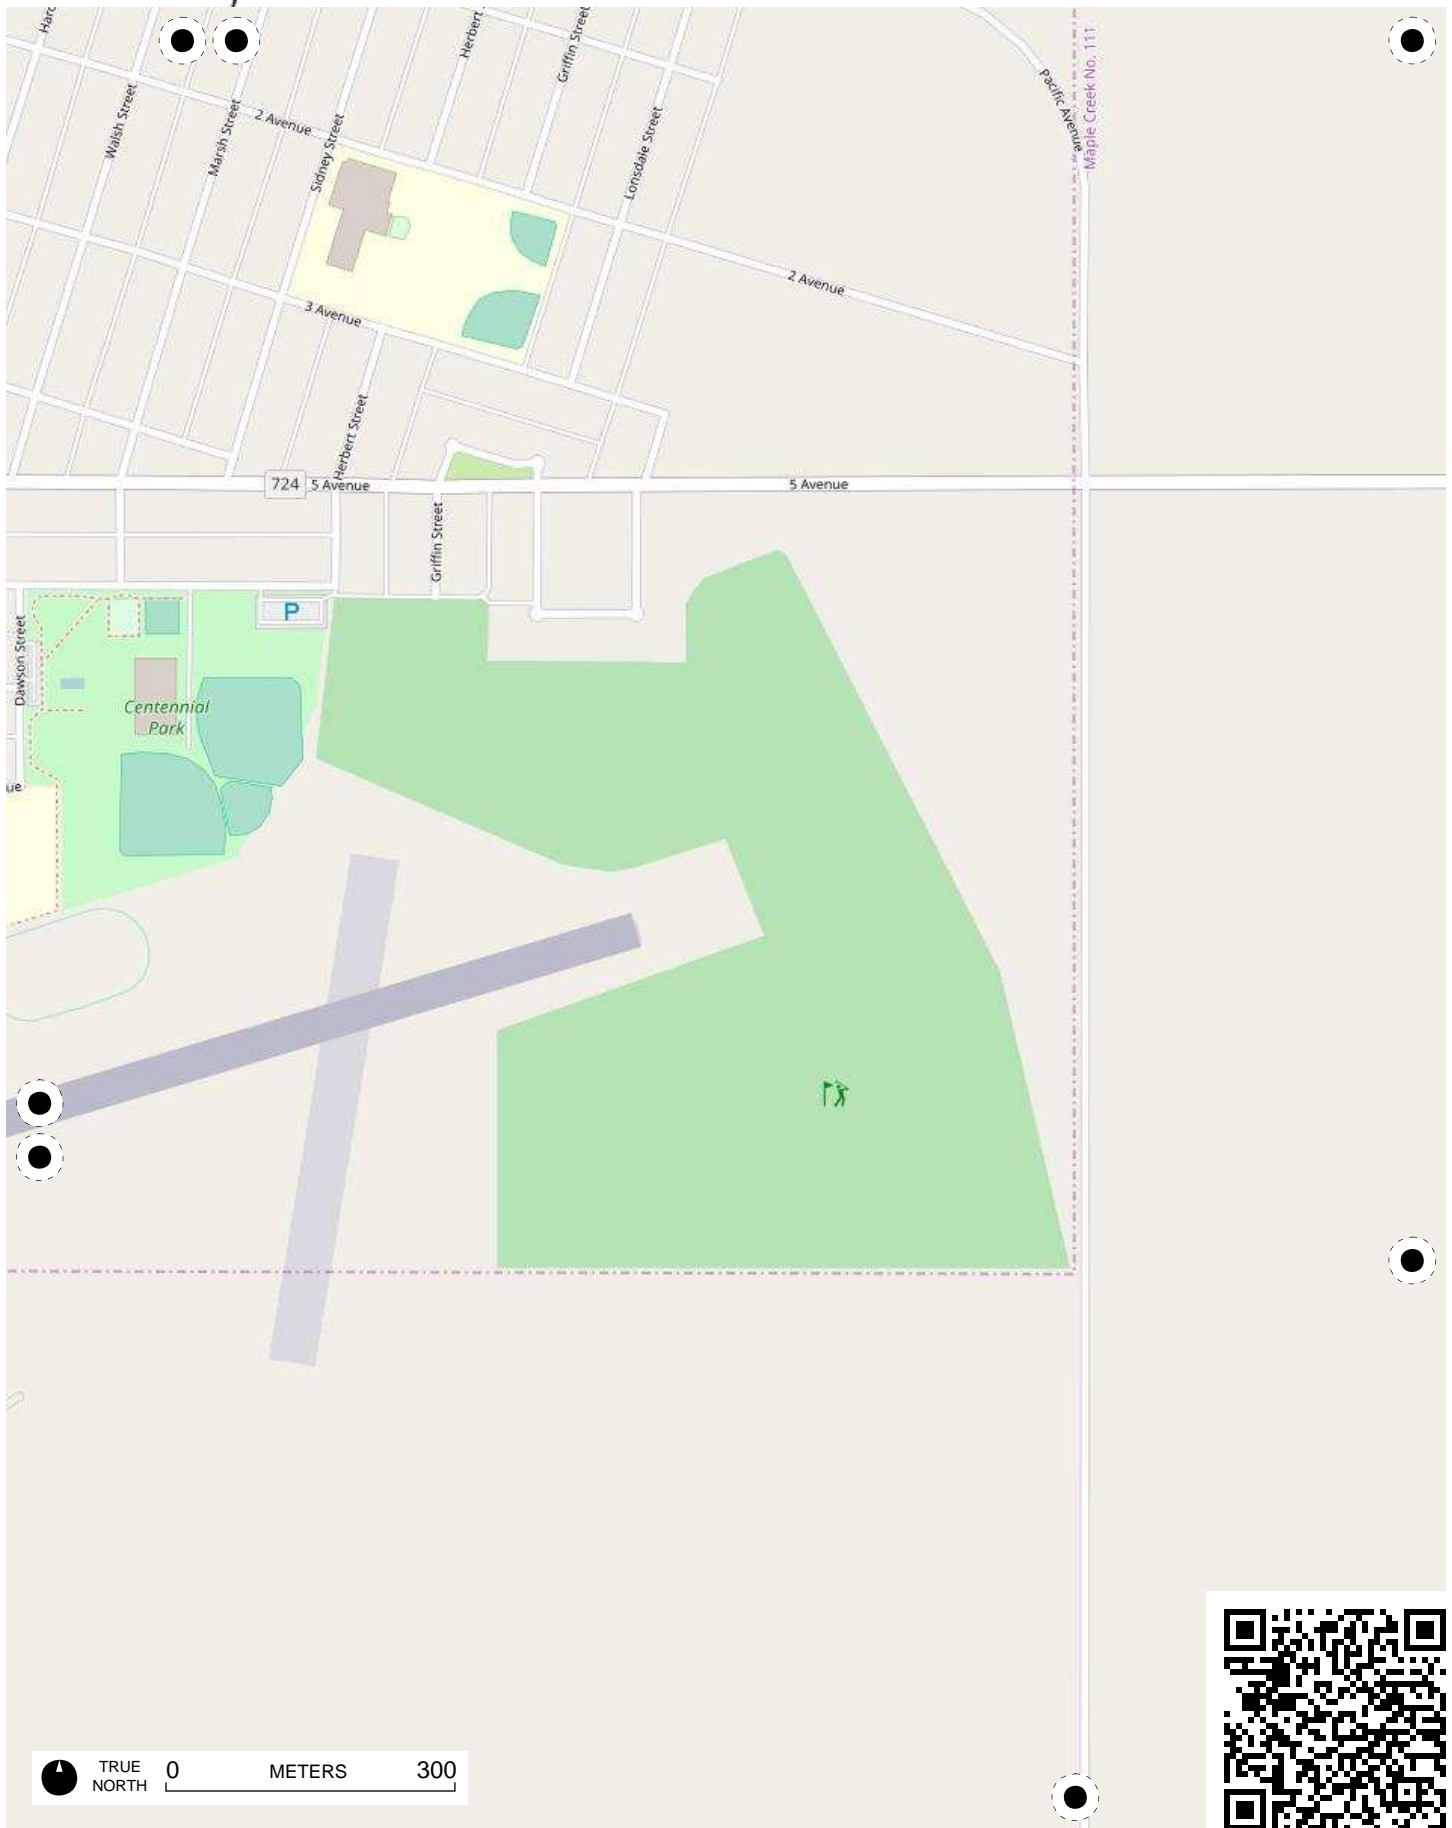 Harc
Herbert
Griffin Street
Pacific Avenue
Maple Creek No. 111
Walsh Street
Marsh Street
2 Avenue
Sidney Street
Lonsdale Street
2 Avenue
3 Avenue
Herbert Street
724
5 Avenue
5 Avenue
Griffin Street
P
Dawson Street
Centennial
Park
ue
TRUE
NORTH
0
METERS
300